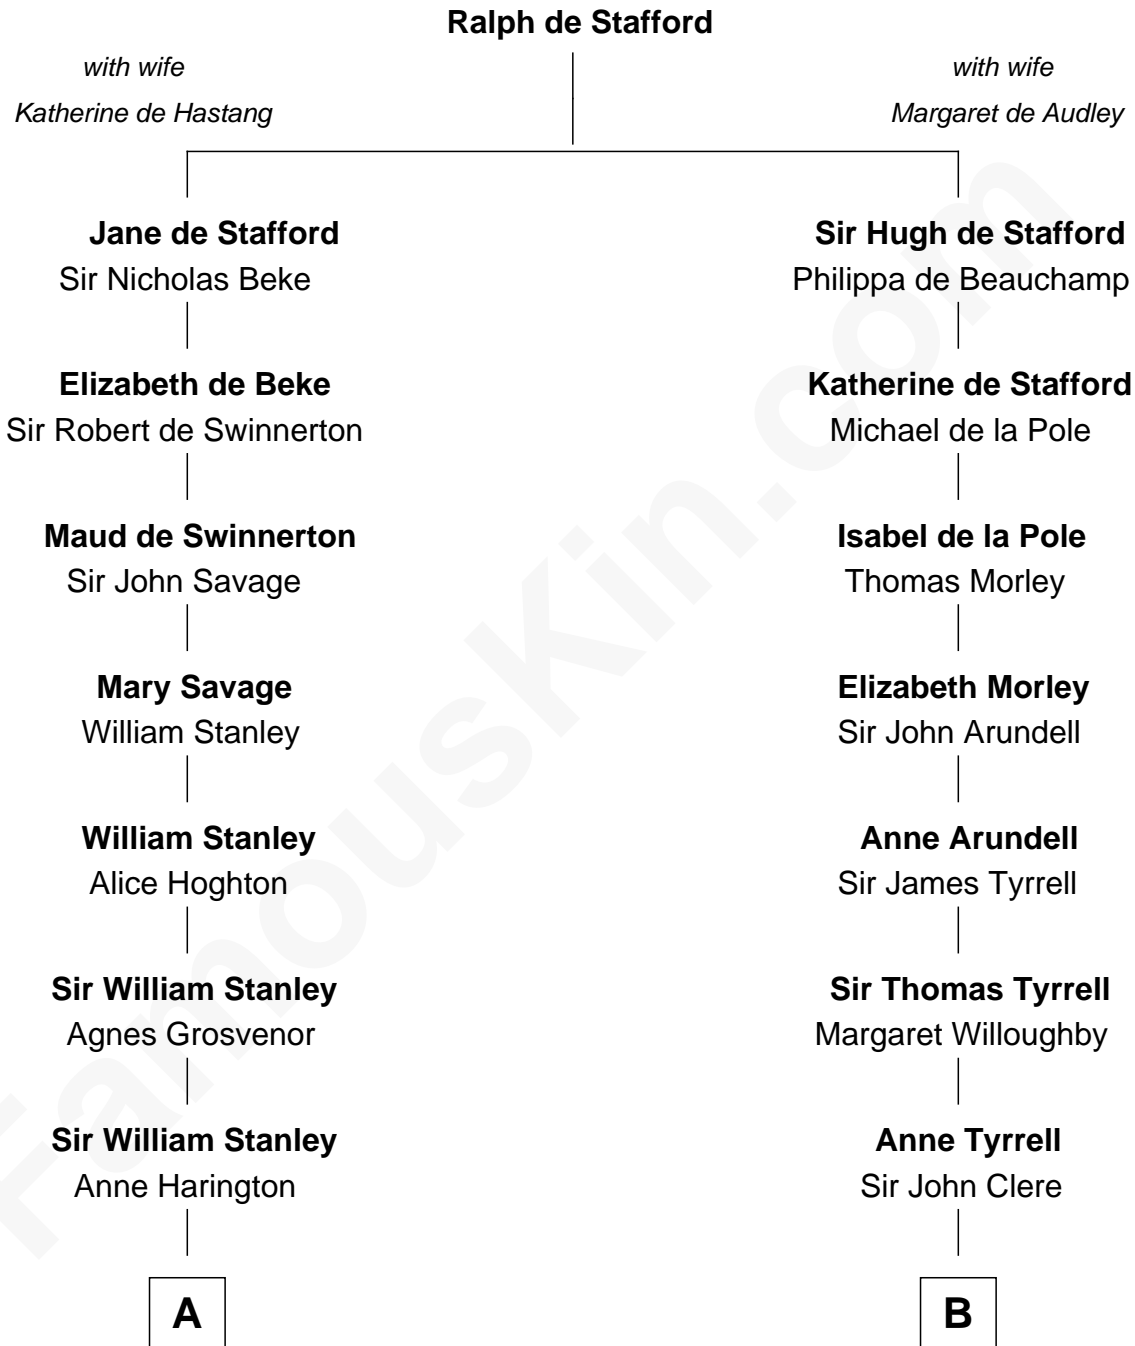 Ralph de Stafford
with wife
Katherine de Hastang
with wife
Margaret de Audley
Jane de Stafford
Sir Nicholas Beke
Sir Hugh de Stafford
Philippa de Beauchamp
Elizabeth de Beke
Sir Robert de Swinnerton
Katherine de Stafford
Michael de la Pole
Maud de Swinnerton
Sir John Savage
Isabel de la Pole
Thomas Morley
Mary Savage
William Stanley
Elizabeth Morley
Sir John Arundell
William Stanley
Alice Hoghton
Anne Arundell
Sir James Tyrrell
Sir William Stanley
Agnes Grosvenor
Sir Thomas Tyrrell
Margaret Willoughby
Sir William Stanley
Anne Harington
Anne Tyrrell
Sir John Clere
A
B
FamousKin.com